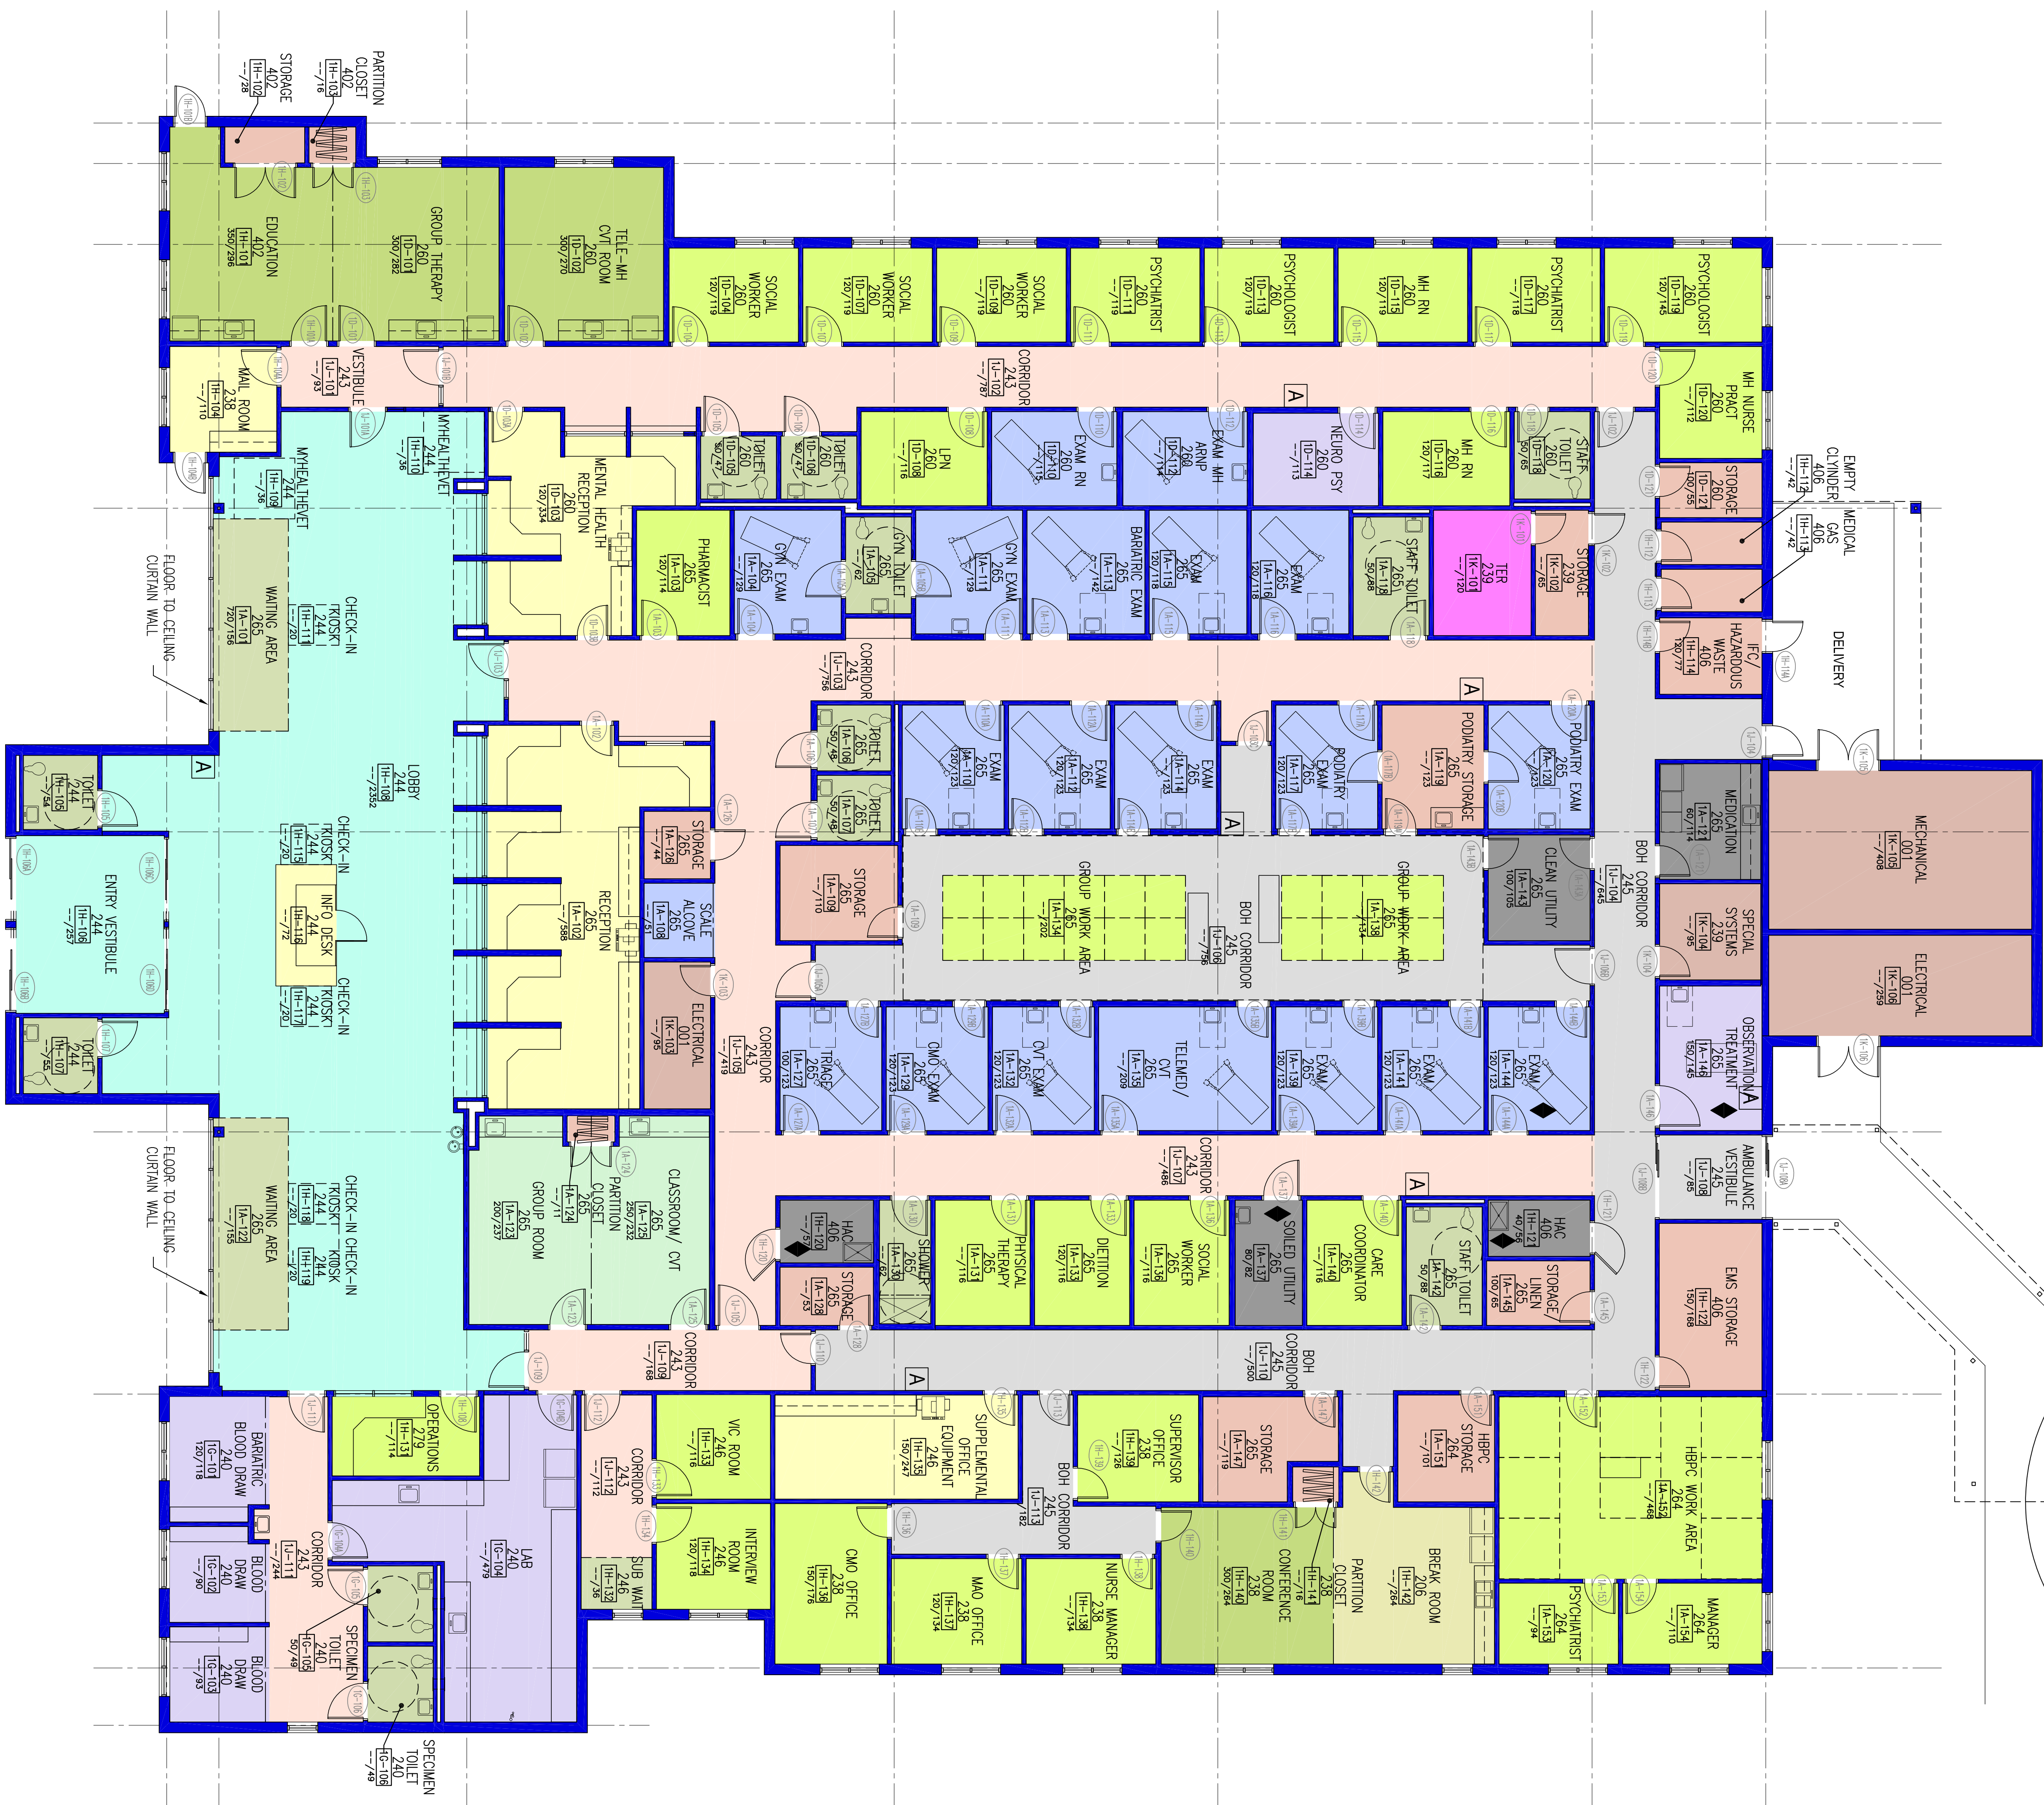 PARTITION
CLOSET
402
1H-103
--/16
STORAGE
402
1H-102
--/28
EDUCATION
402
1H-101
350/296
GROUP THERAPY
260
1D-101
300/282
TELE-MH
CVT ROOM
260
1D-102
300/270
SOCIAL
WORKER
260
1D-104
120/119
SOCIAL
WORKER
260
1D-107
120/119
SOCIAL
WORKER
260
1D-109
--/119
PSYCHIATRIST
260
1D-111
--/119
PSYCHOLOGIST
260
1D-113
120/119
MH RN
260
1D-115
120/119
PSYCHIATRIST
260
1D-117
--/118
PSYCHOLOGIST
260
1D-119
120/145
MAIL ROOM
238
1H-104
--/110
VESTIBULE
243
1J-101
--/93
CORRIDOR
243
1J-102
--/787
A
MH NURSE
PRACT
260
1D-120
--/112
MYHEALTHEVET
244
1H-110
--/36
MYHEALTHEVET
244
1H-109
--/36
MENTAL HEALTH
RECEPTION
260
1D-103
120/334
TOILET
260
1D-105
50/47
TOILET
260
1D-106
50/47
LPN
260
1D-108
--/116
EXAM RN
260
1D-110
--/115
EXAM MH
ARNP
260
1D-112
--/114
NEURO PSY
260
1D-114
--/113
MH RN
260
1D-116
120/117
STAFF
TOILET
260
1D-118
50/65
STORAGE
260
1D-121
100/55
EMPTY
CLYINDER
406
1H-112
--/42
MEDICAL
GAS
406
1H-113
--/42
IFC/
HAZARDOUS
WASTE
406
1H-114
120/77
DELIVERY
PHARMACIST
265
1A-103
120/114
GYN EXAM
265
1A-104
--/129
GYN TOILET
265
1A-105
--/62
GYN EXAM
265
1A-111
--/129
BARIATRIC EXAM
265
1A-113
--/142
EXAM
265
1A-115
120/118
EXAM
265
1A-116
120/118
STAFF TOILET
265
1A-118
50/88
TER
239
1K-101
--/120
STORAGE
239
1K-102
--/65
FLOOR TO CEILING
CURTAIN WALL
WAITING AREA
265
1A-101
720/156
CHECK-IN
KIOSK
244
1H-111
--/20
CORRIDOR
243
1J-103
--/756
A
LOBBY
244
1H-108
--/2352
A
TOILET
244
1H-105
--/54
ENTRY VESTIBULE
244
1H-106
--/257
TOILET
244
1H-107
--/55
CHECK-IN
KIOSK
244
1H-115
--/20
INFO DESK
244
1H-116
--/72
CHECK-IN
KIOSK
244
1H-117
--/20
RECEPTION
265
1A-102
--/588
STORAGE
265
1A-126
--/44
SCALE
ALCOVE
265
1A-108
--/51
ELECTRICAL
001
1K-103
--/95
TOILET
265
1A-106
50/48
TOILET
265
1A-107
50/48
STORAGE
265
1A-109
--/110
EXAM
265
1A-110
120/123
EXAM
265
1A-112
120/123
EXAM
265
1A-114
--/123
PODIATRY
EXAM
265
1A-117
120/123
PODIATRY STORAGE
265
1A-119
--/123
PODIATRY EXAM
265
1A-120
--/123
A
GROUP WORK AREA
265
1A-134
--/202
BOH CORRIDOR
245
1J-106
--/756
GROUP WORK AREA
265
1A-138
--/134
CLEAN UTILITY
265
1A-143
100/105
BOH CORRIDOR
245
1J-104
--/645
MEDICATION
265
1A-121
60/114
SPECIAL
SYSTEMS
239
1K-104
--/95
MECHANICAL
001
1K-105
--/408
ELECTRICAL
001
1K-106
--/259
OBSERVATION/
TREATMENT
265
1A-146
150/145
A
AMBULANCE
VESTIBULE
245
1J-108
--/85
EMS STORAGE
406
1H-122
150/168
CORRIDOR
243
1J-105
--/419
TRIAGE
265
1A-127
100/123
CMO EXAM
265
1A-129
120/123
CVT EXAM
265
1A-132
120/123
TELEMED/
CVT
265
1A-135
--/209
EXAM
265
1A-139
120/123
EXAM
265
1A-141
120/123
EXAM
265
1A-144
120/123
CORRIDOR
243
1J-107
--/486
A
FLOOR TO CEILING
CURTAIN WALL
WAITING AREA
265
1A-122
--/155
CHECK-IN
KIOSK
244
1H-118
--/20
CHECK-IN
KIOSK
244
1H-119
--/20
GROUP ROOM
265
1A-123
200/237
PARTITION
CLOSET
265
1A-124
--/11
CLASSROOM/ CVT
265
1A-125
250/232
HAC
406
1H-120
--/57
STORAGE
265
1A-128
--/53
SHOWER
265
1A-130
--/62
PHYSICAL
THERAPY
265
1A-131
--/116
DIETITION
265
1A-133
120/116
SOCIAL
WORKER
265
1A-136
--/116
SOILED UTILITY
265
1A-137
80/82
CARE
COORDINATOR
265
1A-140
--/116
STAFF TOILET
265
1A-142
50/88
HAC
406
1H-121
40/56
STORAGE/
LINEN
265
1A-145
100/65
CORRIDOR
243
1J-109
--/168
BOH
CORRIDOR
245
1J-110
--/500
A
BARIATRIC
BLOOD DRAW
240
1G-101
120/118
BLOOD
DRAW
240
1G-102
--/90
BLOOD
DRAW
240
1G-103
--/93
CORRIDOR
243
1J-111
--/244
OPERATIONS
279
1H-131
--/114
LAB
240
1G-104
--/479
SPECIMEN
TOILET
240
1G-105
50/49
SPECIMEN
TOILET
240
1G-106
--/49
CORRIDOR
243
1J-112
--/112
SUB WAIT
246
1H-132
--/36
VIC ROOM
246
1H-133
--/116
INTERVIEW
ROOM
246
1H-134
120/118
SUPPLEMENTAL
OFFICE
EQUIPMENT
246
1H-135
150/247
CMO OFFICE
238
1H-136
150/176
BOH CORRIDOR
245
1J-113
--/182
MAO OFFICE
238
1H-137
120/134
NURSE MANAGER
238
1H-138
--/134
SUPERVISOR
OFFICE
238
1H-139
--/126
STORAGE
265
1A-147
--/119
CONFERENCE
ROOM
238
1H-140
300/264
PARTITION
CLOSET
238
1H-141
--/16
BREAK ROOM
206
1H-142
--/264
HBPC
STORAGE
264
1A-151
--/101
HBPC WORK AREA
264
1A-152
--/468
PSYCHIATRIST
264
1A-153
--/94
MANAGER
264
1A-154
--/110